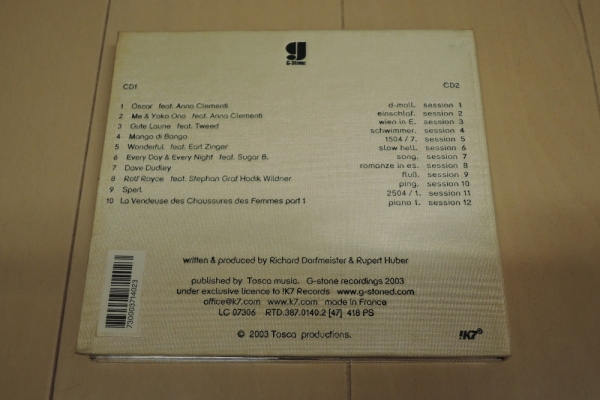 g
G-STONE
CD1
CD2
1 Oscar feat. Anna Clementi
2 Me & Yoko Ono feat. Anna Clementi
3 Gute Laune feat. Tweed
4 Mango di Bango
5 Wonderful feat. Earl Zinger
6 Every Day & Every Night feat. Sugar B.
7 Dave Dudley
8 Rolf Royce feat. Stephan Graf Hadik Wildner
9 Sperl
10 La Vendeuse des Chaussures des Femmes part 1
d-moll. session 1
einschlaf. session 2
wien in E. session 3
schwimmer. session 4
1504 / 7. session 5
slow hell. session 6
song. session 7
romanze in es. session 8
fluß. session 9
ping. session 10
2504 / 1. session 11
piano 1. session 12
written & produced by Richard Dorfmeister & Rupert Huber
published by Tosca music. G-stone recordings 2003
under exclusive licence to !K7 Records www.g-stoned.com
office@k7.com www.k7.com made in France
LC 07306 RTD.387.0140.2 [47] 418 PS
© 2003 Tosca productions.
!K7®
730003714023